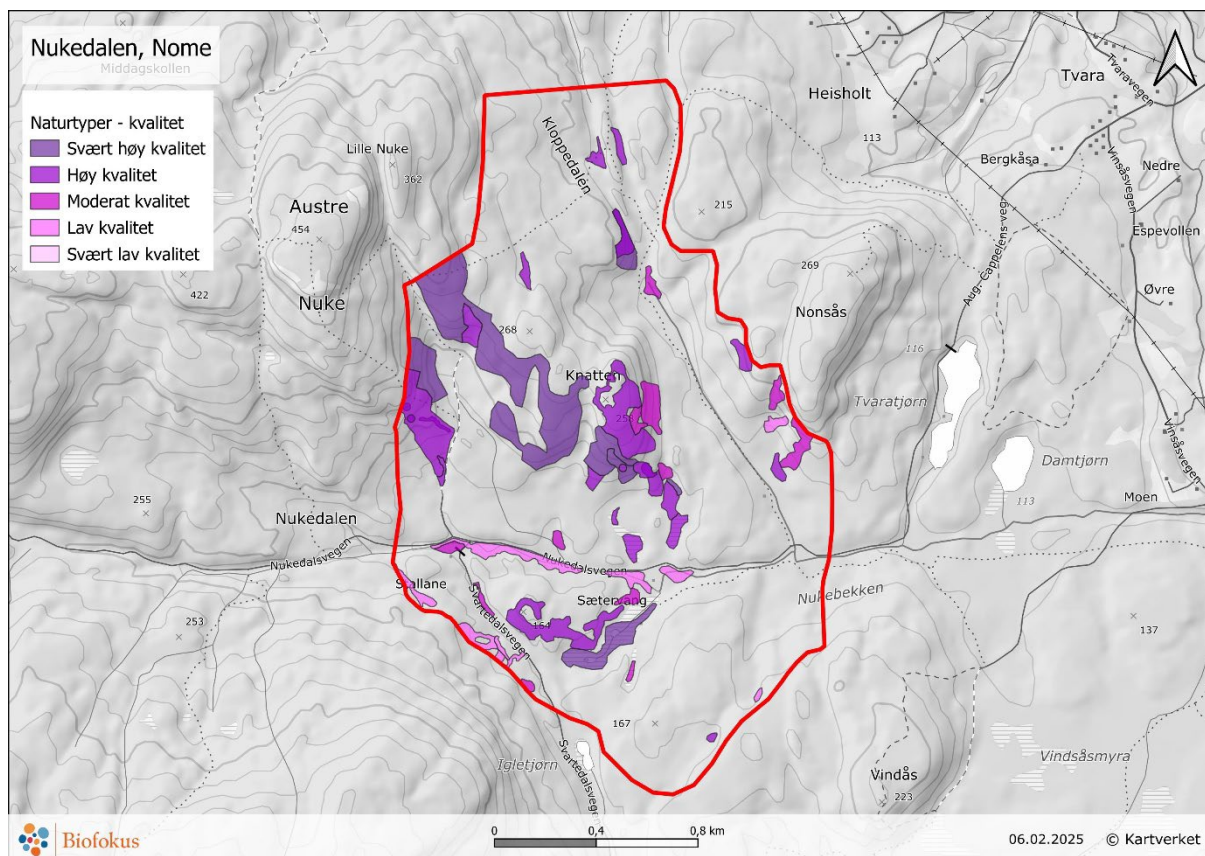 Nukedalen, Nome
Middagskollen
Naturtyper - kvalitet
Svært høy kvalitet
Høy kvalitet
Moderat kvalitet
Lav kvalitet
Svært lav kvalitet
Lille Nuke
362
Austre
454
Nuke
422
Kloppedalen
Heisholt
113
Tvara
Tvaravegen
Bergkåsa
Vinsåsvegen
Nedre
Espevollen
Øvre
215
269
Nonsås
Aug. Cappelens veg
116
Tvaratjørn
Damtjørn
113
Vinsåsvegen
Moen
268
Knatten
255
Nukedalen
Nukedalsvegen
Nukedalsvegen
Stallane
Svartedalsvegen
Sætervang
164
Nukebekken
253
137
167
Igletjørn
Svartedalsvegen
Vindås
223
Vindsåsmyra
Biofokus
0 0,4 0,8 km
06.02.2025 © Kartverket